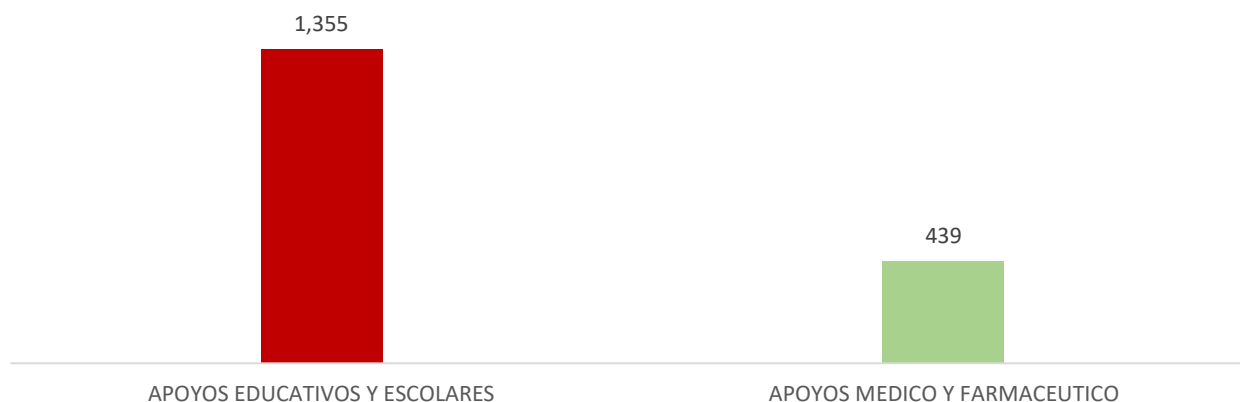 1,355
439
APOYOS EDUCATIVOS Y ESCOLARES
APOYOS MEDICO Y FARMACEUTICO